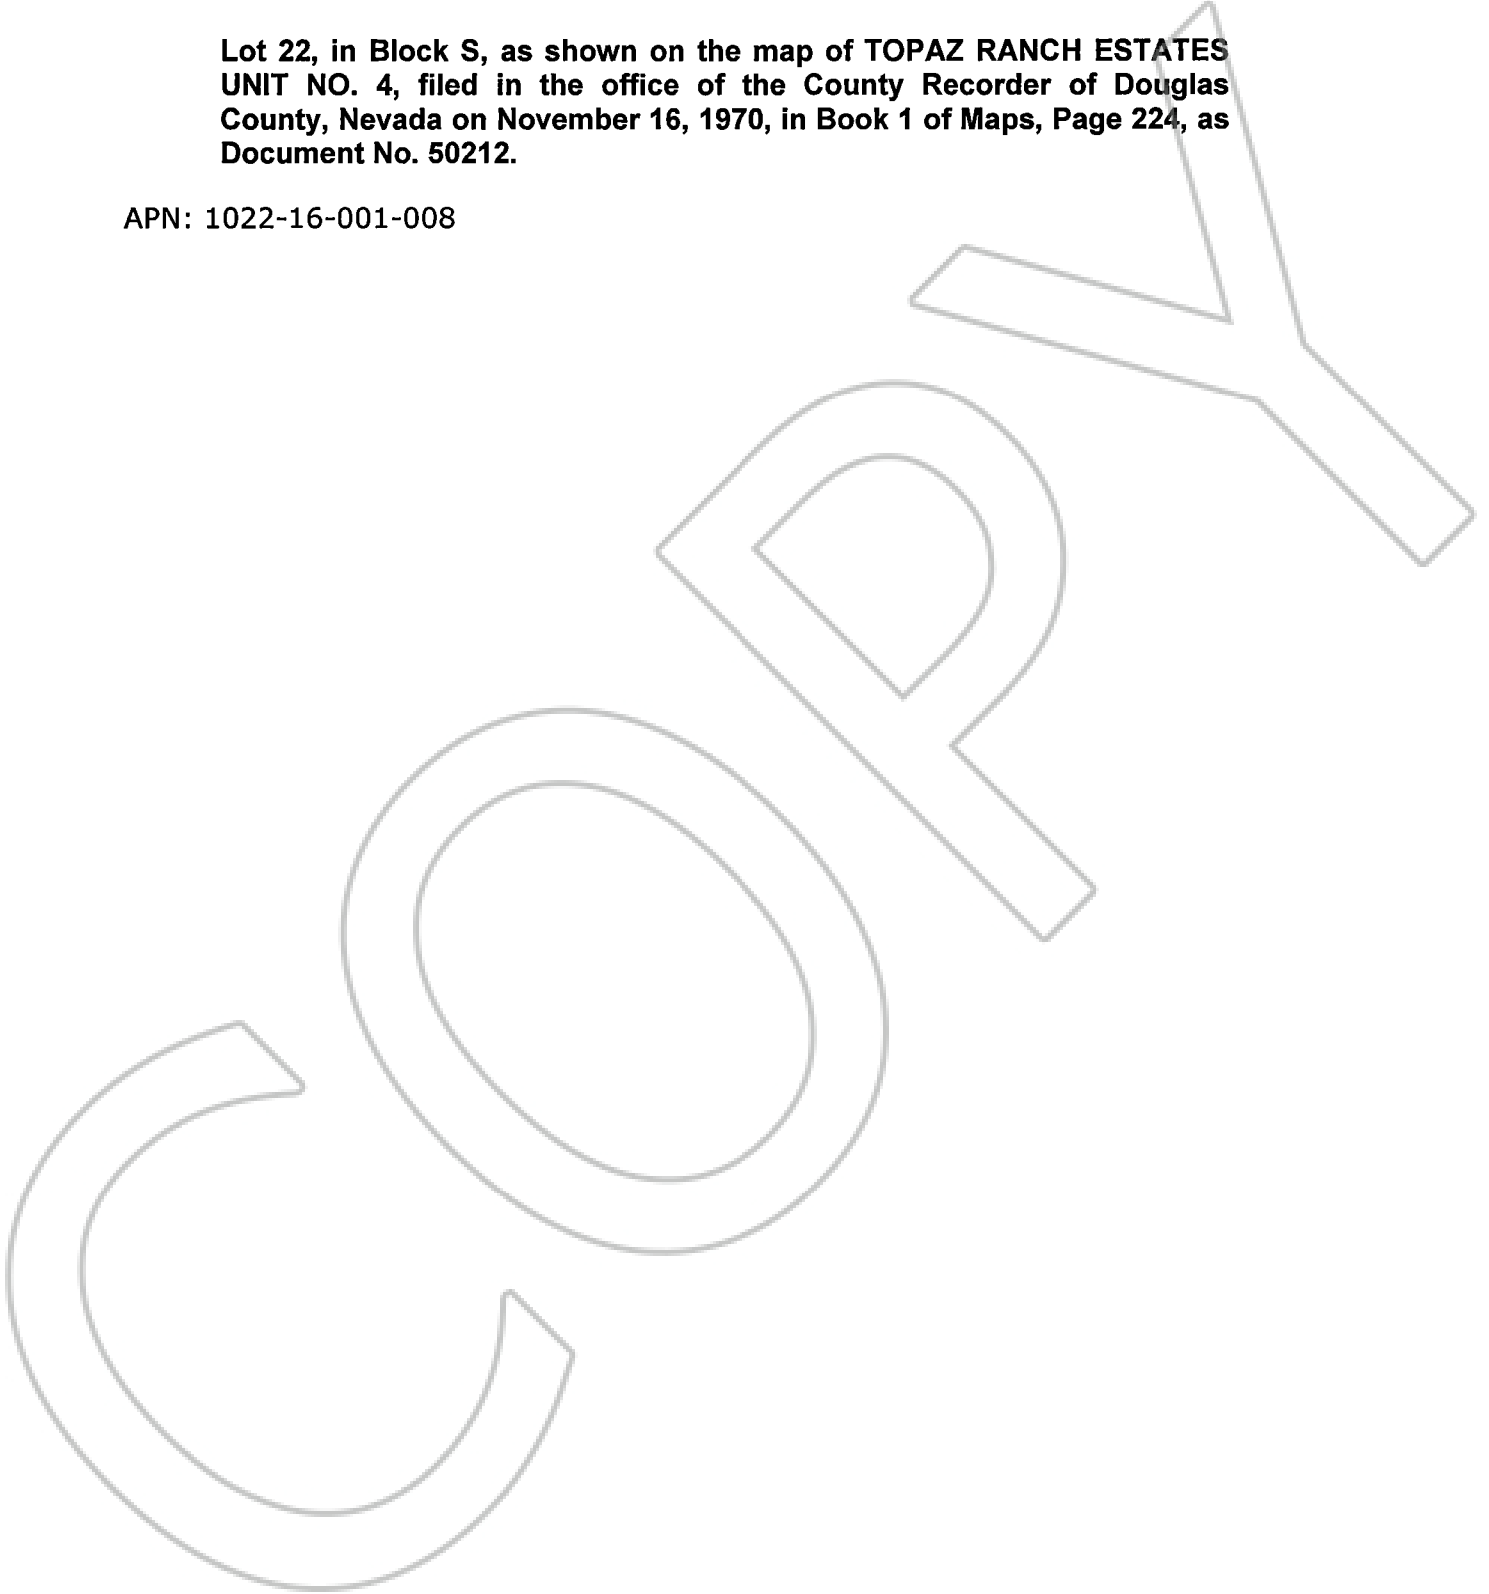 Lot 22, in Block S, as shown on the map of TOPAZ RANCH ESTATES
UNIT NO. 4, filed in the office of the County Recorder of Douglas
County, Nevada on November 16, 1970, in Book 1 of Maps, Page 224, as
Document No. 50212.
APN: 1022-16-001-008
COPY